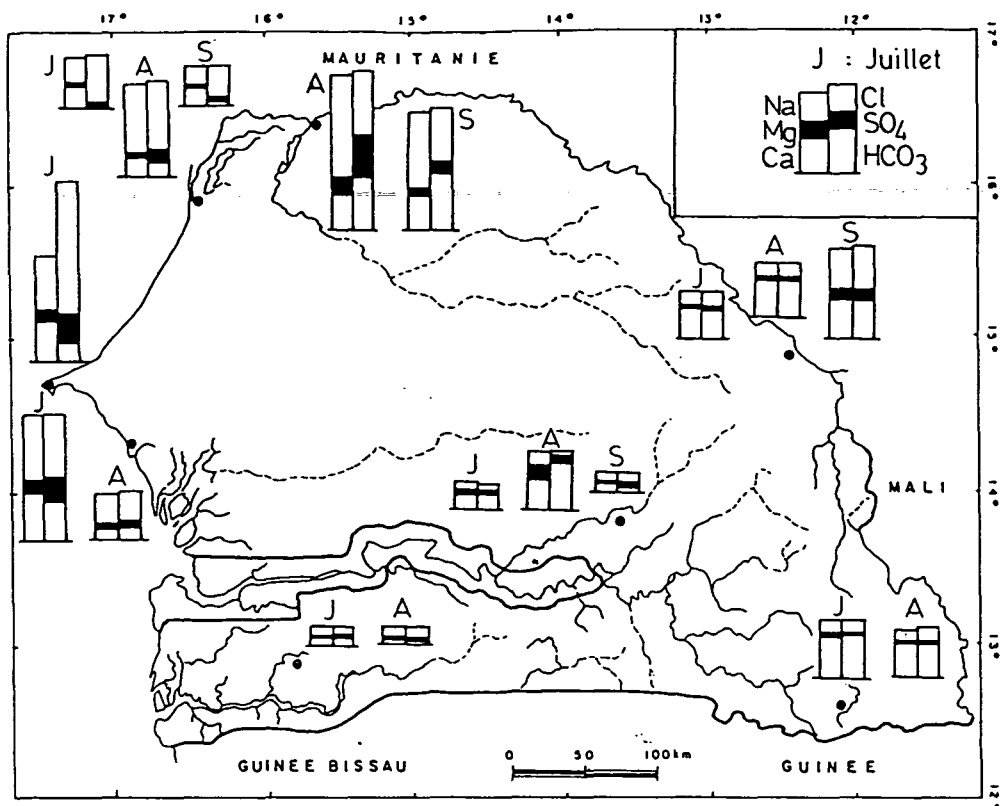 17° 16° 15° 14° 13° 12°
17°
MAURITANIE
J A S
A S
J : Juillet
Na Cl
Mg SO4
Ca HCO3
16°
J
A S
J
15°
J
A
J A S
14°
MALI
J A
J A
13°
0 50 100km
GUINEE BISSAU
GUINEE
12°